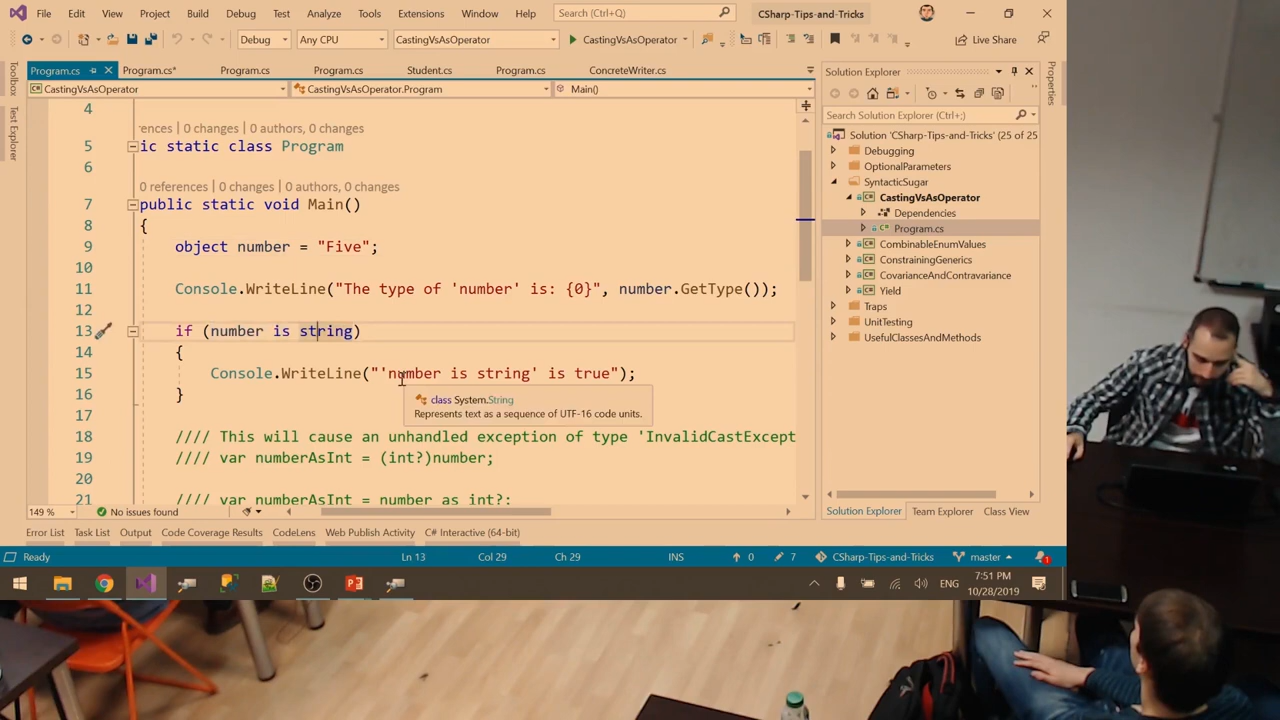 File Edit View Project Build Debug Test Analyze Tools Extensions Window Help Search (Ctrl+Q) CSharp-Tips-and-Tricks
Debug Any CPU CastingVsAsOperator CastingVsAsOperator Live Share
Program.cs Program.cs* Program.cs Program.cs Student.cs Program.cs ConcreteWriter.cs
CastingVsAsOperator CastingVsAsOperator.Program Main()
Toolbox
Test Explorer
4
ences | 0 changes | 0 authors, 0 changes
5 ic static class Program
6
0 references | 0 changes | 0 authors, 0 changes
7 public static void Main()
8 {
9 object number = "Five";
10
11 Console.WriteLine("The type of 'number' is: {0}", number.GetType());
12
13 if (number is string)
14 {
15 Console.WriteLine("'number is string' is true");
16 }
class System.String
Represents text as a sequence of UTF-16 code units.
17
18 //// This will cause an unhandled exception of type 'InvalidCastExcept
19 //// var numberAsInt = (int?)number;
20
21 //// var numberAsInt = number as int?;
149 % No issues found
Solution Explorer
Search Solution Explorer (Ctrl+;)
Solution 'CSharp-Tips-and-Tricks' (25 of 25
Debugging
OptionalParameters
SyntacticSugar
CastingVsAsOperator
Dependencies
Program.cs
CombinableEnumValues
ConstrainingGenerics
CovarianceAndContravariance
Yield
Traps
UnitTesting
UsefulClassesAndMethods
Solution Explorer Team Explorer Class View
Properties
Error List Task List Output Code Coverage Results CodeLens Web Publish Activity C# Interactive (64-bit)
Ready Ln 13 Col 29 Ch 29 INS 0 7 CSharp-Tips-and-Tricks master 1
ENG 7:51 PM
10/28/2019